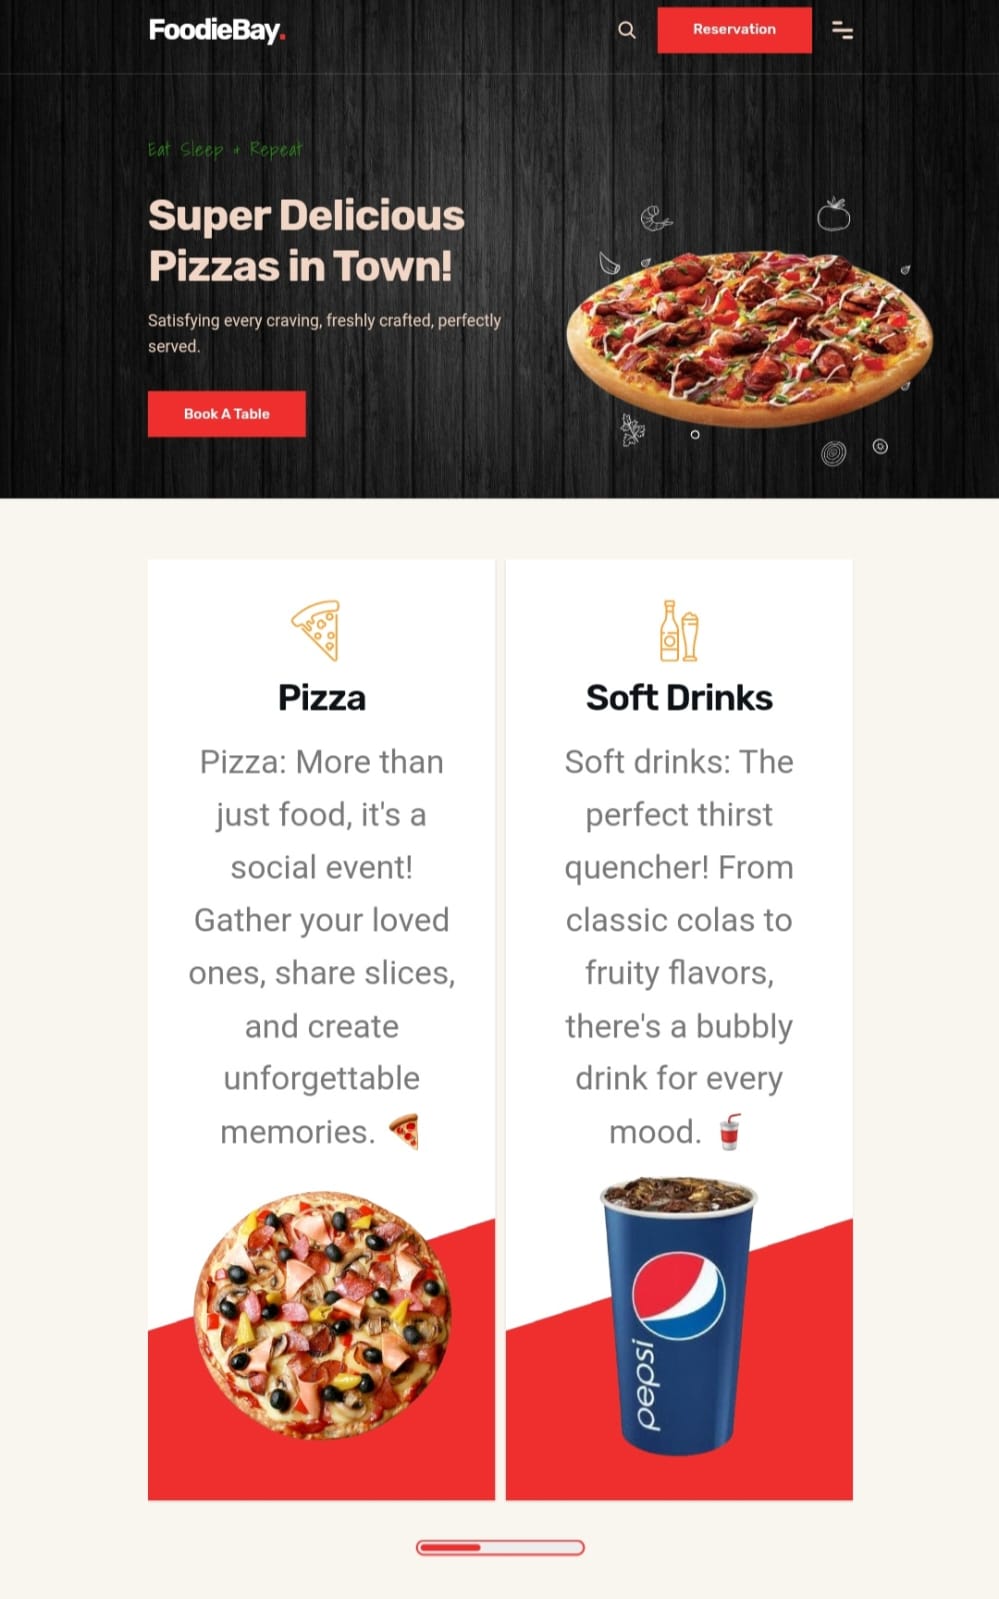 FoodieBay.
Reservation
Eat Sleep & Repeat
Super Delicious
Pizzas in Town!
Satisfying every craving, freshly crafted, perfectly
served.
Book A Table
Pizza
Pizza: More than
just food, it's a
social event!
Gather your loved
ones, share slices,
and create
unforgettable
memories. 🍕
Soft Drinks
Soft drinks: The
perfect thirst
quencher! From
classic colas to
fruity flavors,
there's a bubbly
drink for every
mood. 🥤
pepsi